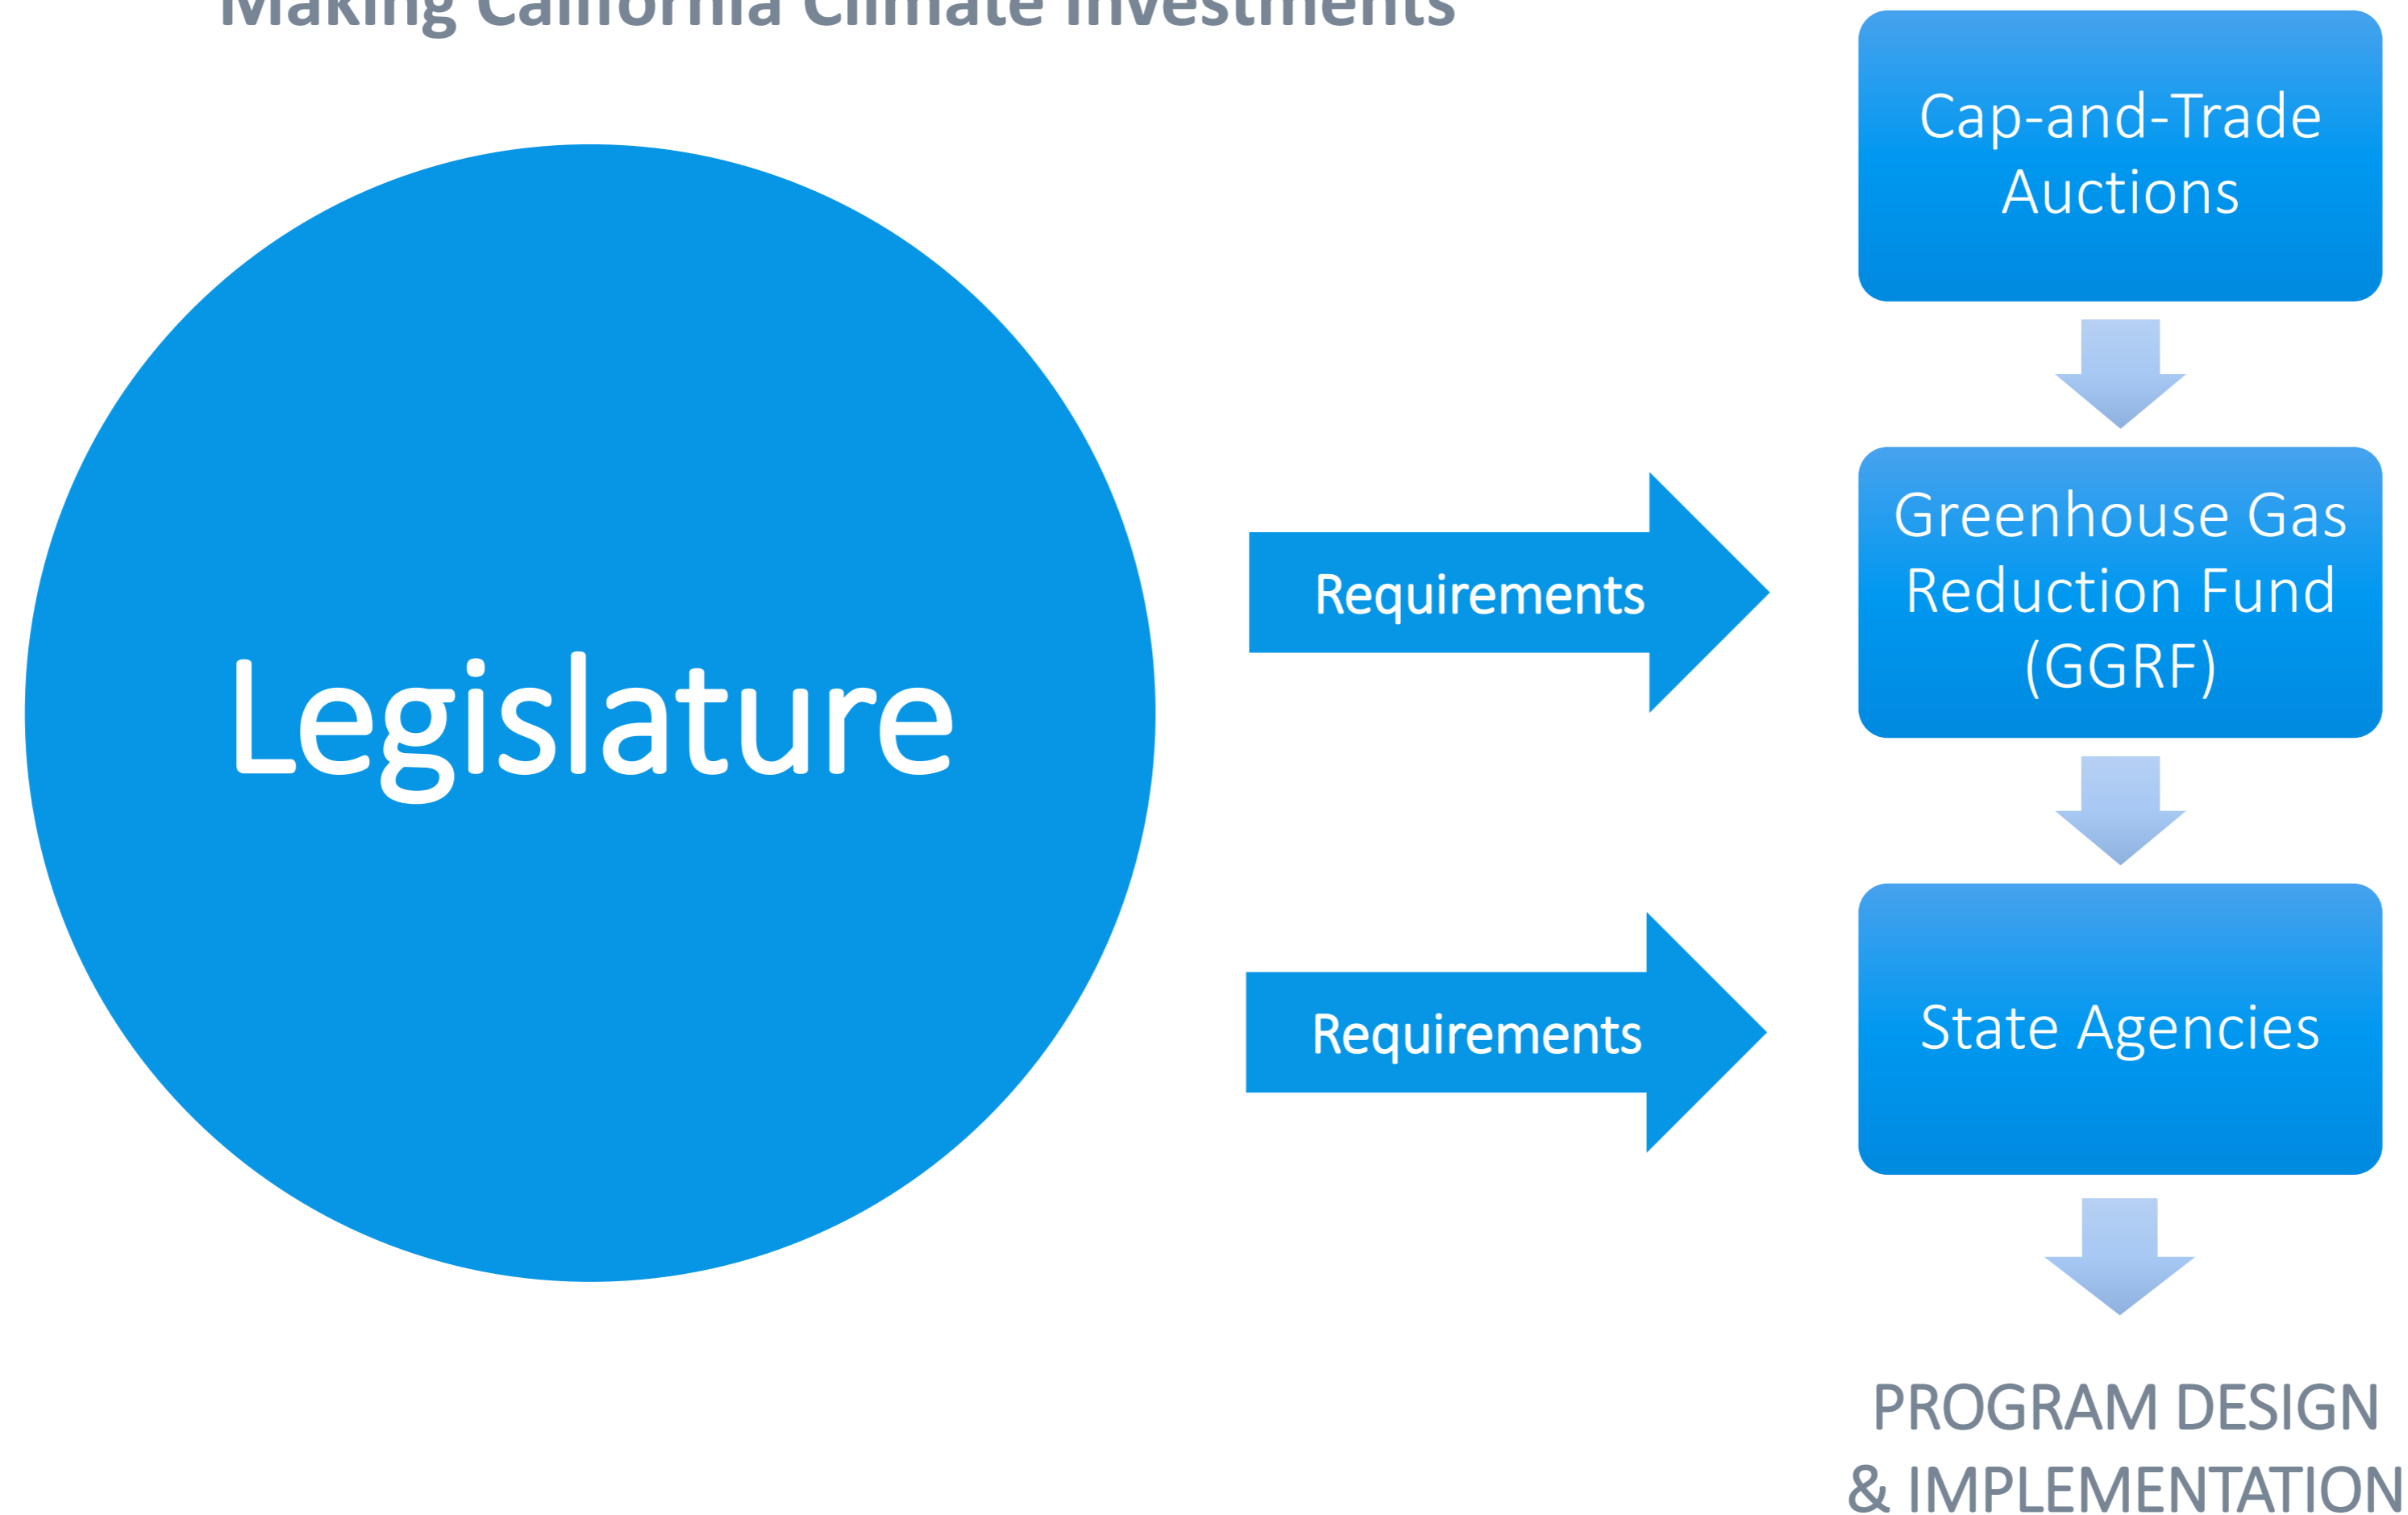 Making California Climate Investments
Cap-and-Trade
Auctions
Greenhouse Gas
Reduction Fund
(GGRF)
Requirements
Legislature
State Agencies
Requirements
PROGRAM DESIGN
& IMPLEMENTATION